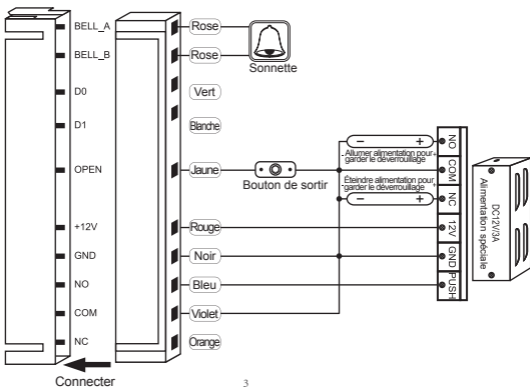 BELL_A
BELL_B
D0
D1
OPEN
+12V
GND
NO
COM
NC
Connecter
Rose
Rose
Vert
Blanche
Jaune
Rouge
Noir
Bleu
Violet
Orange
Sonnette
Bouton de sortir
− +
- Allumer alimentation pour +
garder le déverrouillage
Éteindre alimentation pour +
- garder le déverrouillage
− +
NO
COM
NC
12V
GND
PUSH
DC12V/3A
Alimentation spéciale
3